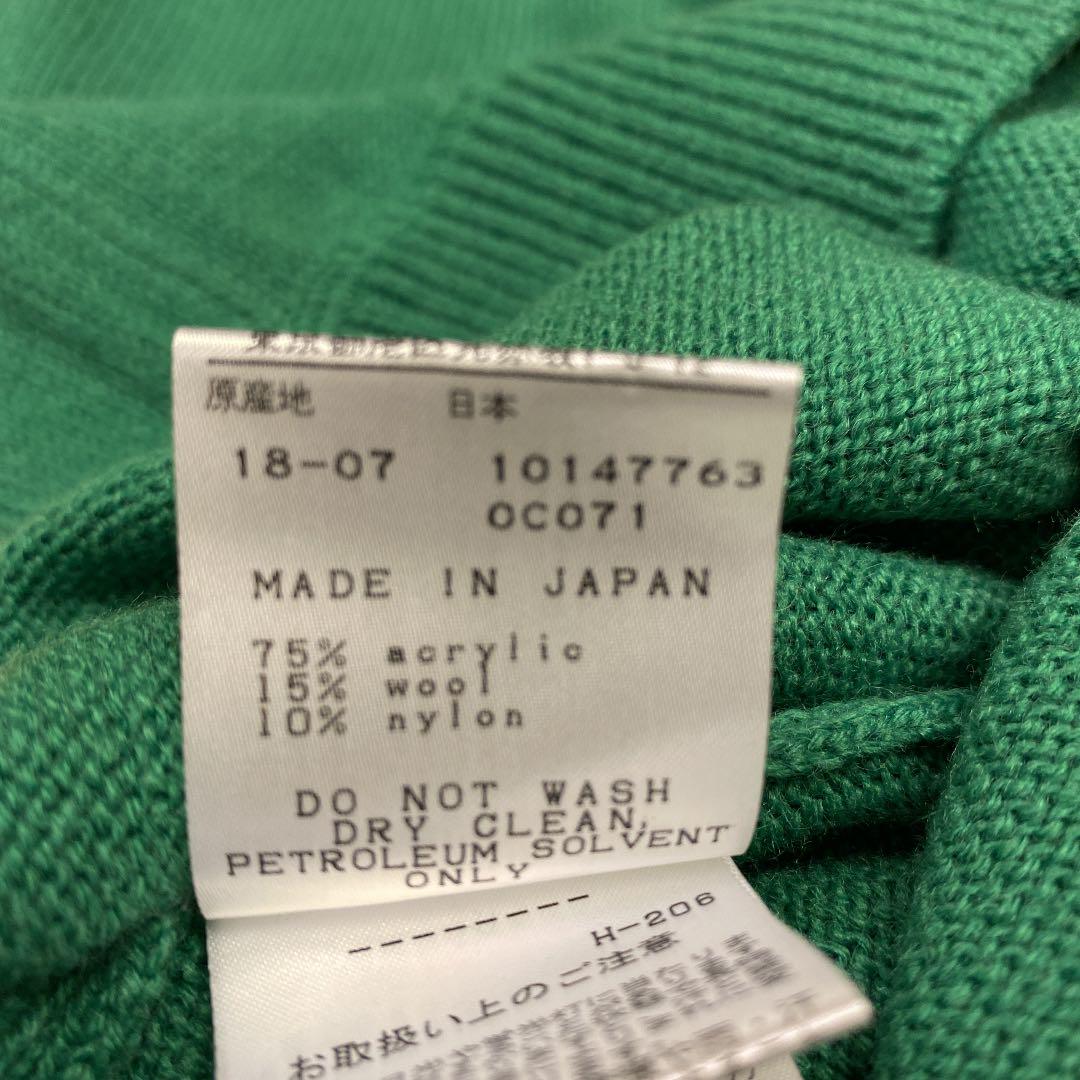 原産地 日本
18-07 10147763
0C071
MADE IN JAPAN
75% acrylic
15% wool
10% nylon
DO NOT WASH
DRY CLEAN,
PETROLEUM SOLVENT
ONLY
--------
H-206
お取扱い上のご注意